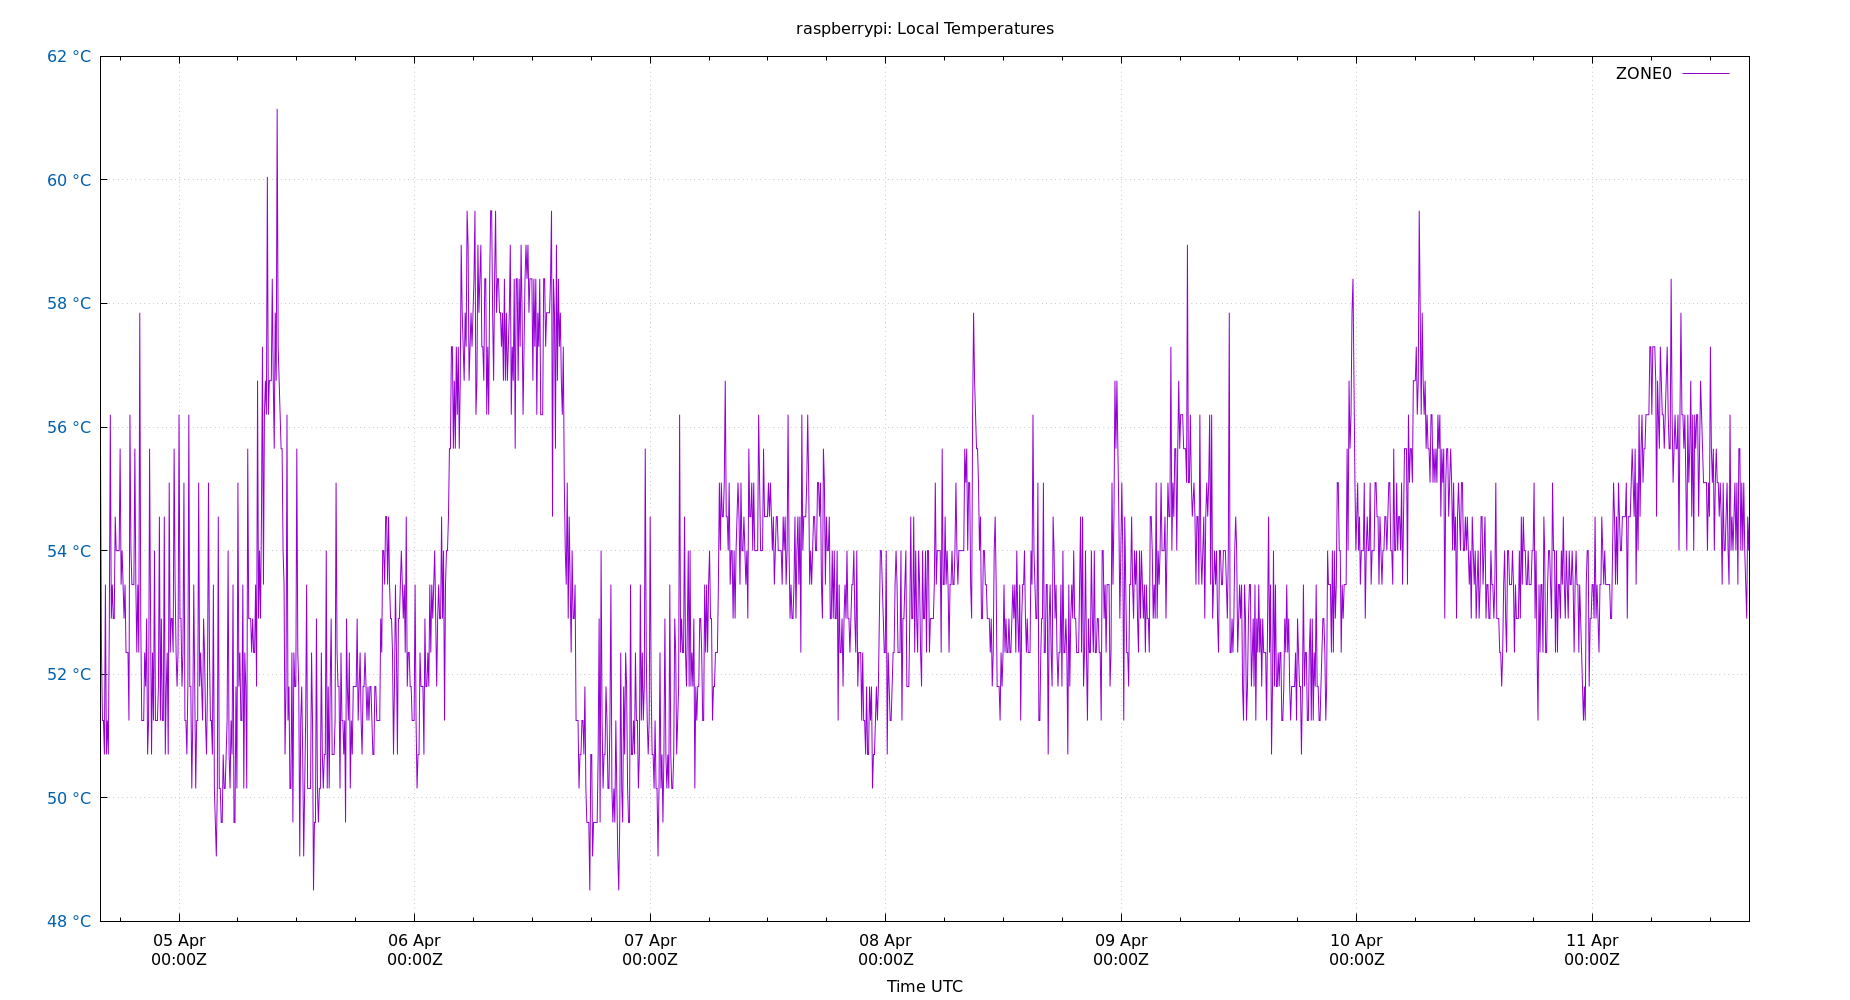 raspberrypi: Local Temperatures
62 °C
ZONE0
60 °C
58 °C
56 °C
54 °C
52 °C
50 °C
48 °C
05 Apr 06 Apr 07 Apr 08 Apr 09 Apr 10 Apr 11 Apr
00:00Z 00:00Z 00:00Z 00:00Z 00:00Z 00:00Z 00:00Z
Time UTC